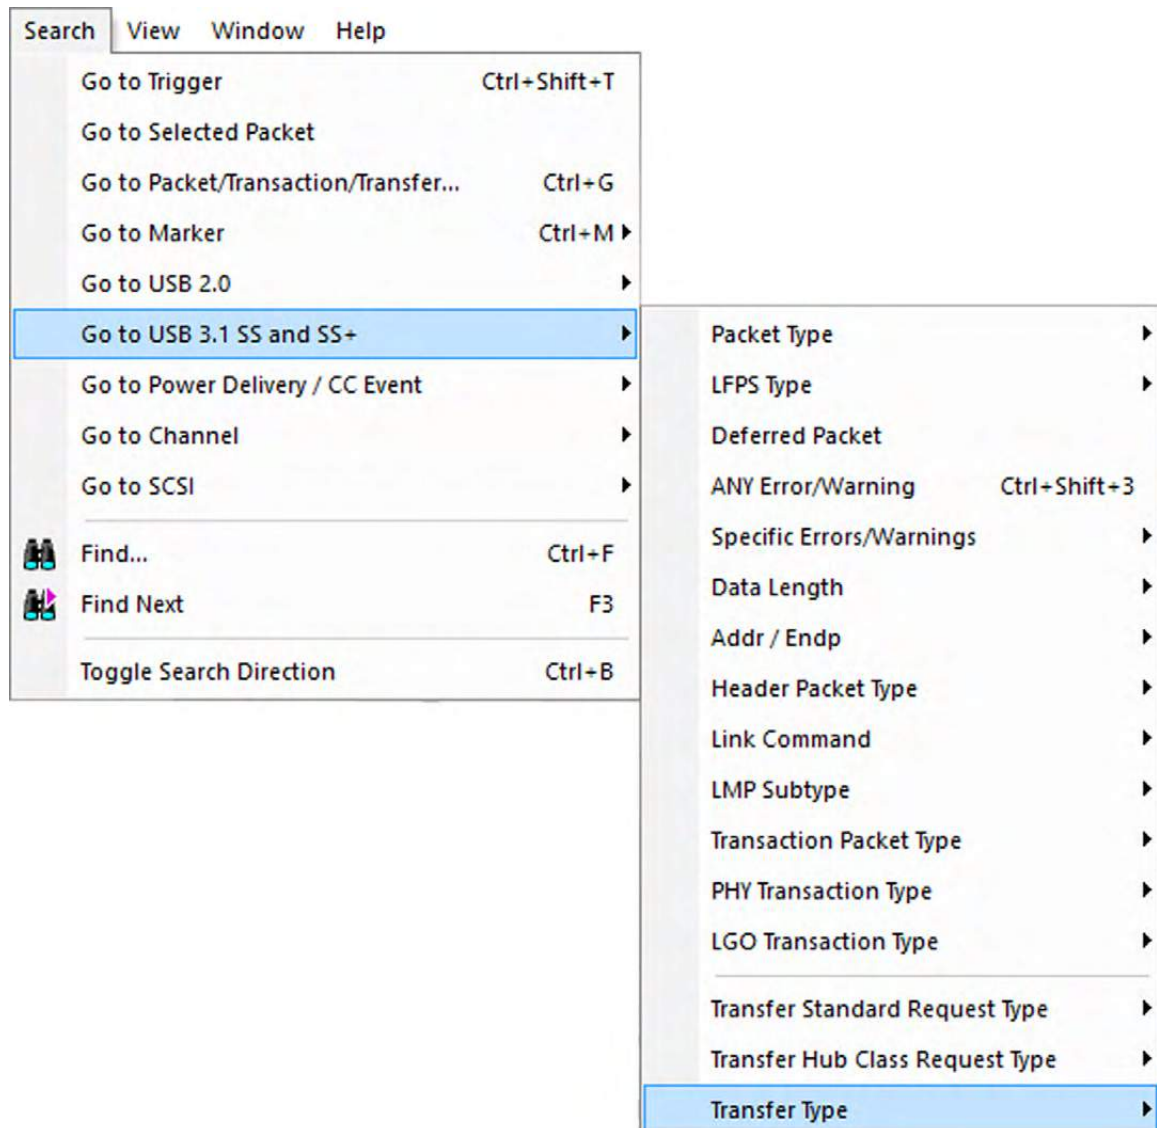 Search View Window Help
Go to Trigger Ctrl+Shift+T
Go to Selected Packet
Go to Packet/Transaction/Transfer... Ctrl+G
Go to Marker Ctrl+M
Go to USB 2.0
Go to USB 3.1 SS and SS+
Go to Power Delivery / CC Event
Go to Channel
Go to SCSI
Find... Ctrl+F
Find Next F3
Toggle Search Direction Ctrl+B
Packet Type
LFPS Type
Deferred Packet
ANY Error/Warning Ctrl+Shift+3
Specific Errors/Warnings
Data Length
Addr / Endp
Header Packet Type
Link Command
LMP Subtype
Transaction Packet Type
PHY Transaction Type
LGO Transaction Type
Transfer Standard Request Type
Transfer Hub Class Request Type
Transfer Type